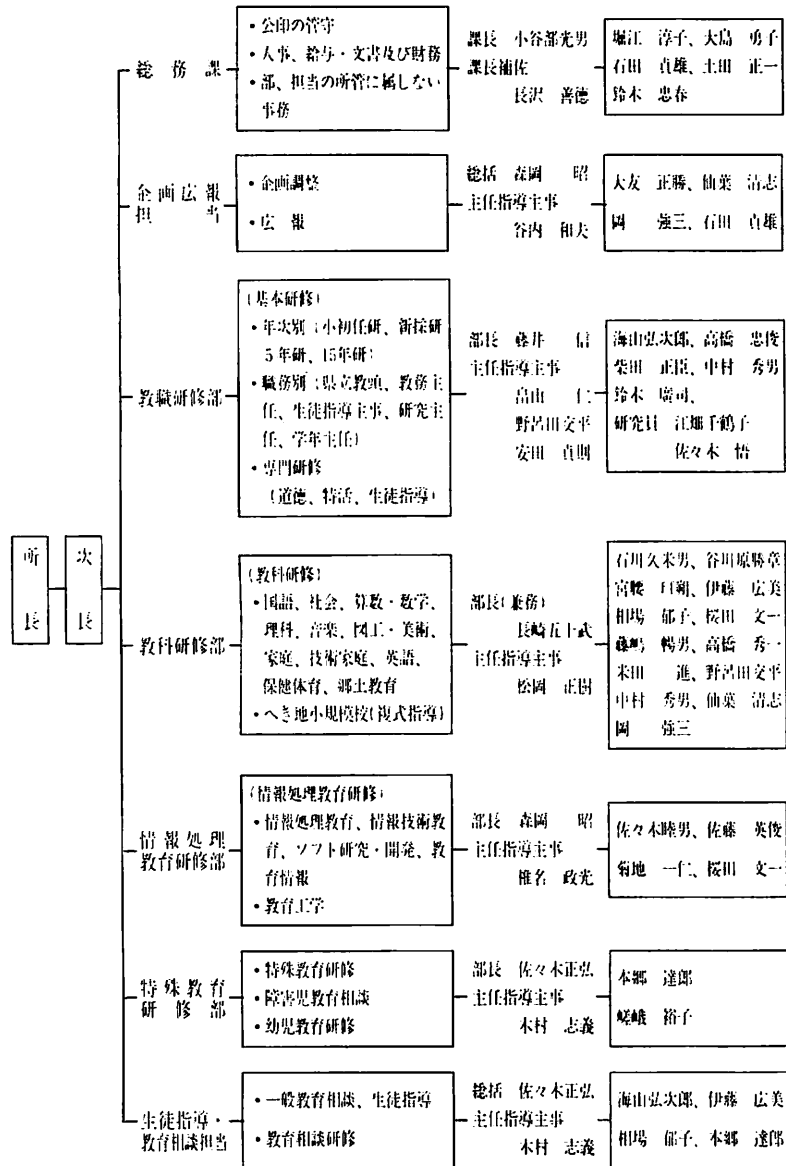 所長
次長
総務課
・公印の管守
・人事、給与・文書及び財務
・部、担当の所管に属しない
事務
課長 小谷部光男
課長補佐
長沢 善徳
堀江 淳子、大島 勇子
石田 貞雄、土田 正一
鈴木 忠春
企画広報
担当
・企画調整
・広報
総括 森岡 昭
主任指導主事
谷内 和夫
大友 正勝、仙葉 清志
岡 強三、石田 貞雄
教職研修部
(基本研修)
・年次別(小初任研、新採研
5年研、15年研)
・職務別(県立教頭、教務主
任、生徒指導主事、研究主
任、学年主任)
・専門研修
(道徳、特活、生徒指導)
部長 藤井 信
主任指導主事
畠山 仁
野呂田文平
安田 貞則
海山弘次郎、高橋 忠俊
柴田 正臣、中村 秀男
鈴木 廣司、
研究員 江畑千鶴子
佐々木 悟
教科研修部
(教科研修)
・国語、社会、算数・数学、
理科、音楽、図工・美術、
家庭、技術家庭、英語、
保健体育、郷土教育
・へき地小規模校(複式指導)
部長(兼務)
長崎五十武
主任指導主事
松岡 正樹
石川久米男、谷川原勝章
宮腰、伊藤 広美
相場 郁子、桜田 文一
藤嶋 暢男、高橋 秀一
米田 進、野呂田文平
中村 秀男、仙葉 清志
岡 強三
情報処理
教育研修部
(情報処理教育研修)
・情報処理教育、情報技術教
育、ソフト研究・開発、教
育情報
・教育工学
部長 森岡 昭
主任指導主事
椎名 政光
佐々木睦男、佐藤 英俊
菊地 一仁、桜田 文一
特殊教育
研修部
・特殊教育研修
・障害児教育相談
・幼児教育研修
部長 佐々木正弘
主任指導主事
木村 志義
本郷 達郎
嵯峨 裕子
生徒指導・
教育相談担当
・一般教育相談、生徒指導
・教育相談研修
総括 佐々木正弘
主任指導主事
木村 志義
海山弘次郎、伊藤 広美
相場 郁子、本郷 達郎